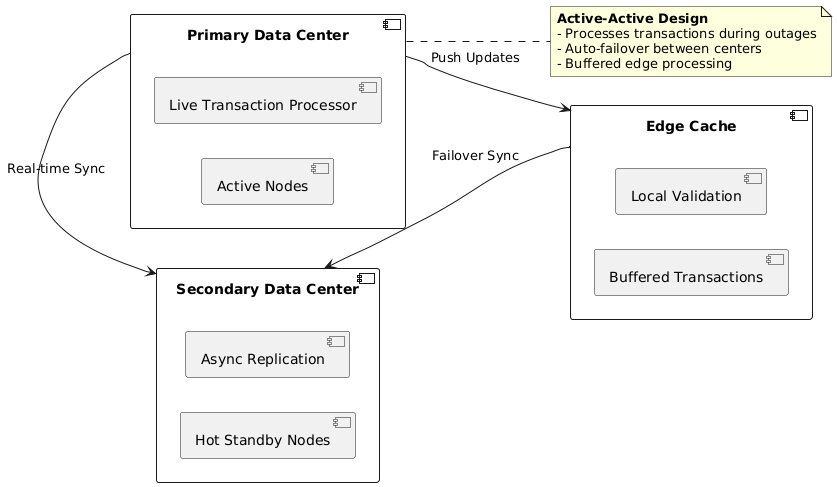 Active-Active Design
- Processes transactions during outages
- Auto-failover between centers
- Buffered edge processing
Primary Data Center
Live Transaction Processor
Active Nodes
Push Updates
Edge Cache
Local Validation
Buffered Transactions
Failover Sync
Real-time Sync
Secondary Data Center
Async Replication
Hot Standby Nodes